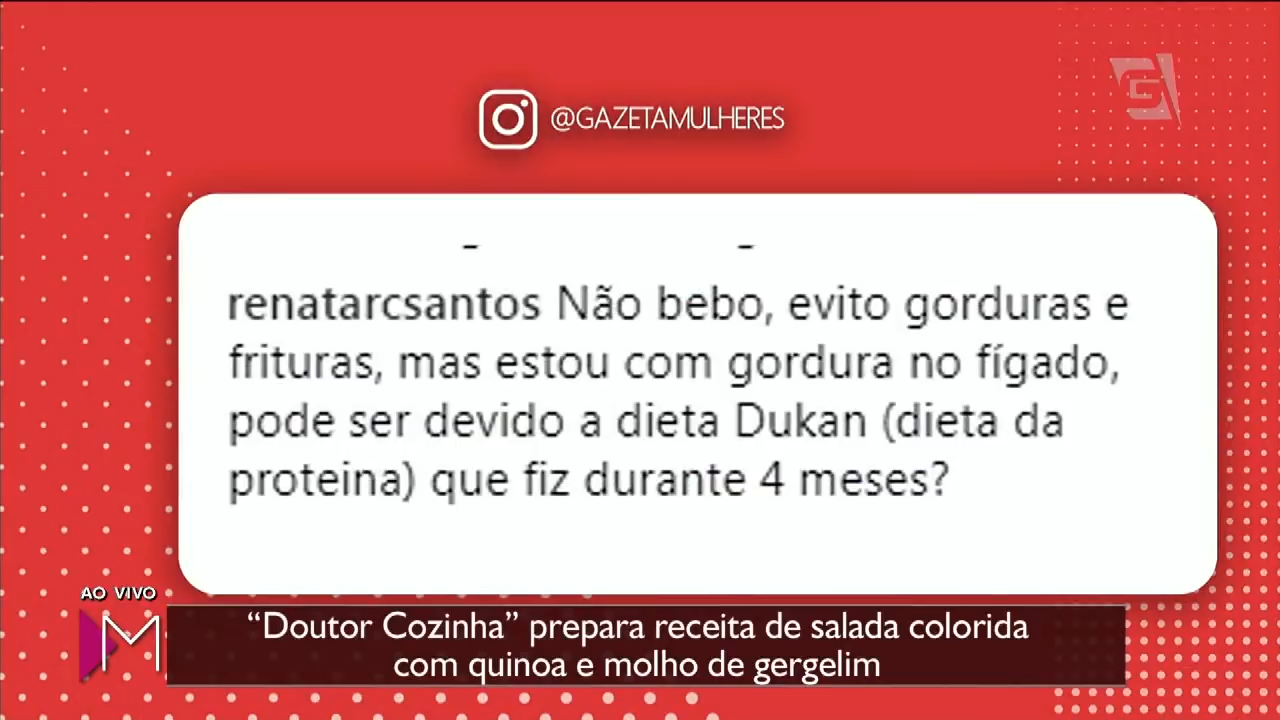 @GAZETAMULHERES
G
renatarcsantos Não bebo, evito gorduras e
frituras, mas estou com gordura no fígado,
pode ser devido a dieta Dukan (dieta da
proteina) que fiz durante 4 meses?
AO VIVO
M
“Doutor Cozinha” prepara receita de salada colorida
com quinoa e molho de gergelim